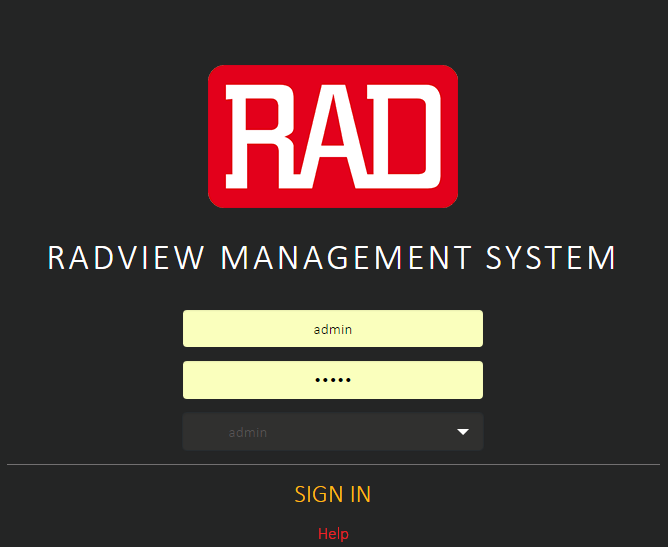 RAD
RADVIEW MANAGEMENT SYSTEM
admin
•••••
admin
SIGN IN
Help